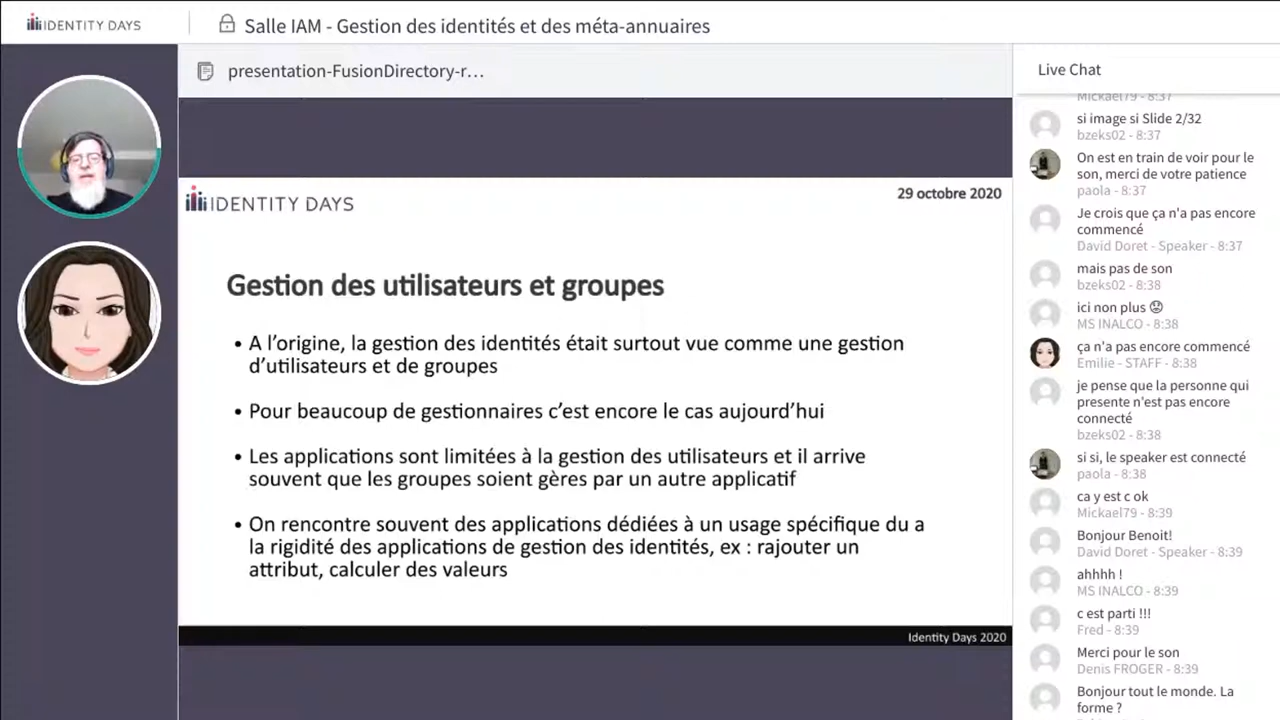 IDENTITY DAYS
Salle IAM - Gestion des identités et des méta-annuaires
presentation-FusionDirectory-r...
IDENTITY DAYS
29 octobre 2020
Gestion des utilisateurs et groupes
• A l’origine, la gestion des identités était surtout vue comme une gestion
d’utilisateurs et de groupes
• Pour beaucoup de gestionnaires c’est encore le cas aujourd’hui
• Les applications sont limitées à la gestion des utilisateurs et il arrive
souvent que les groupes soient gères par un autre applicatif
• On rencontre souvent des applications dédiées à un usage spécifique du a
la rigidité des applications de gestion des identités, ex : rajouter un
attribut, calculer des valeurs
Identity Days 2020
Live Chat
Mickael79 - 8:37
si image si Slide 2/32
bzeks02 - 8:37
On est en train de voir pour le
son, merci de votre patience
paola - 8:37
Je crois que ça n'a pas encore
commencé
David Doret - Speaker - 8:37
mais pas de son
bzeks02 - 8:38
ici non plus 😟
MS INALCO - 8:38
ça n'a pas encore commencé
Emilie - STAFF - 8:38
je pense que la personne qui
presente n'est pas encore
connecté
bzeks02 - 8:38
si si, le speaker est connecté
paola - 8:38
ca y est c ok
Mickael79 - 8:39
Bonjour Benoit!
David Doret - Speaker - 8:39
ahhhh !
MS INALCO - 8:39
c est parti !!!
Fred - 8:39
Merci pour le son
Denis FROGER - 8:39
Bonjour tout le monde. La
forme ?